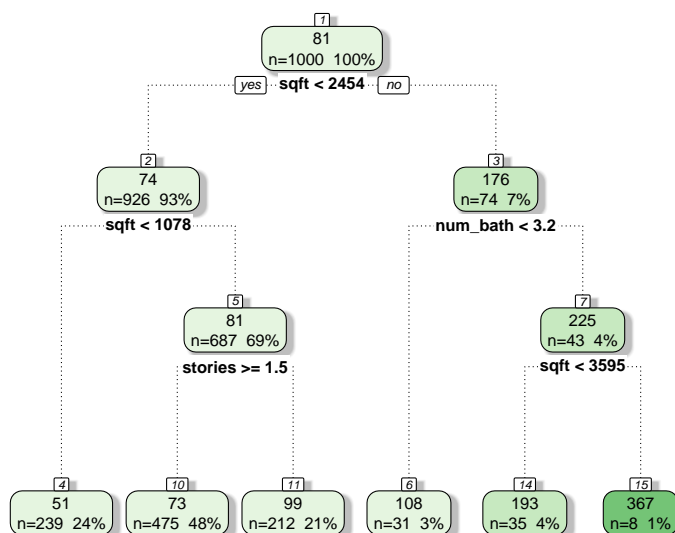 1
81
n=1000 100%
yes sqft < 2454 no
2
74
n=926 93%
sqft < 1078
3
176
n=74 7%
num_bath < 3.2
5
81
n=687 69%
stories >= 1.5
7
225
n=43 4%
sqft < 3595
4
51
n=239 24%
10
73
n=475 48%
11
99
n=212 21%
6
108
n=31 3%
14
193
n=35 4%
15
367
n=8 1%